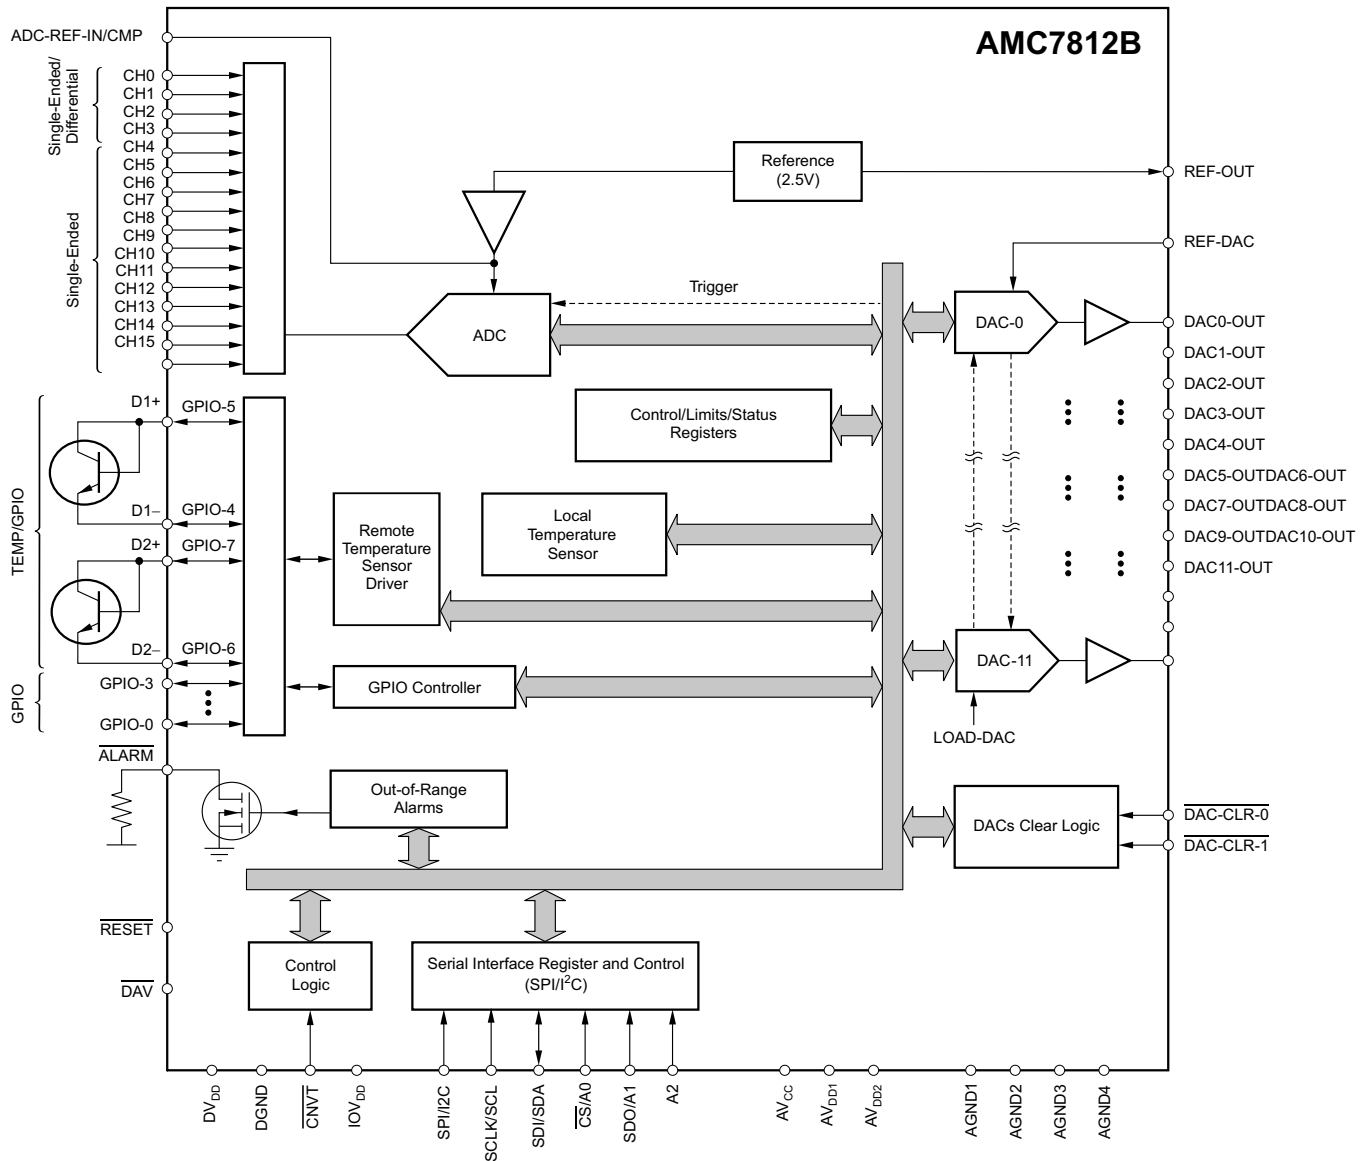 AMC7812B
ADC-REF-IN/CMP
Single-Ended/
Differential
CH0
CH1
CH2
CH3
Single-Ended
CH4
CH5
CH6
CH7
CH8
CH9
CH10
CH11
CH12
CH13
CH14
CH15
Reference
(2.5V)
REF-OUT
REF-DAC
Trigger
ADC
DAC-0
DAC0-OUT
DAC1-OUT
DAC2-OUT
DAC3-OUT
DAC4-OUT
DAC5-OUTDAC6-OUT
DAC7-OUTDAC8-OUT
DAC9-OUTDAC10-OUT
DAC11-OUT
Control/Limits/Status
Registers
TEMP/GPIO
D1+
GPIO-5
D1–
GPIO-4
D2+
GPIO-7
D2–
GPIO-6
GPIO
GPIO-3
GPIO-0
Remote
Temperature
Sensor
Driver
Local
Temperature
Sensor
GPIO Controller
DAC-11
LOAD-DAC
ALARM
Out-of-Range
Alarms
DACs Clear Logic
DAC-CLR-0
DAC-CLR-1
RESET
DAV
Control
Logic
Serial Interface Register and Control
(SPI/I²C)
DV_DD
DGND
CNVT
IOV_DD
SPI/I2C
SCLK/SCL
SDI/SDA
CS/A0
SDO/A1
A2
AV_CC
AV_DD1
AV_DD2
AGND1
AGND2
AGND3
AGND4